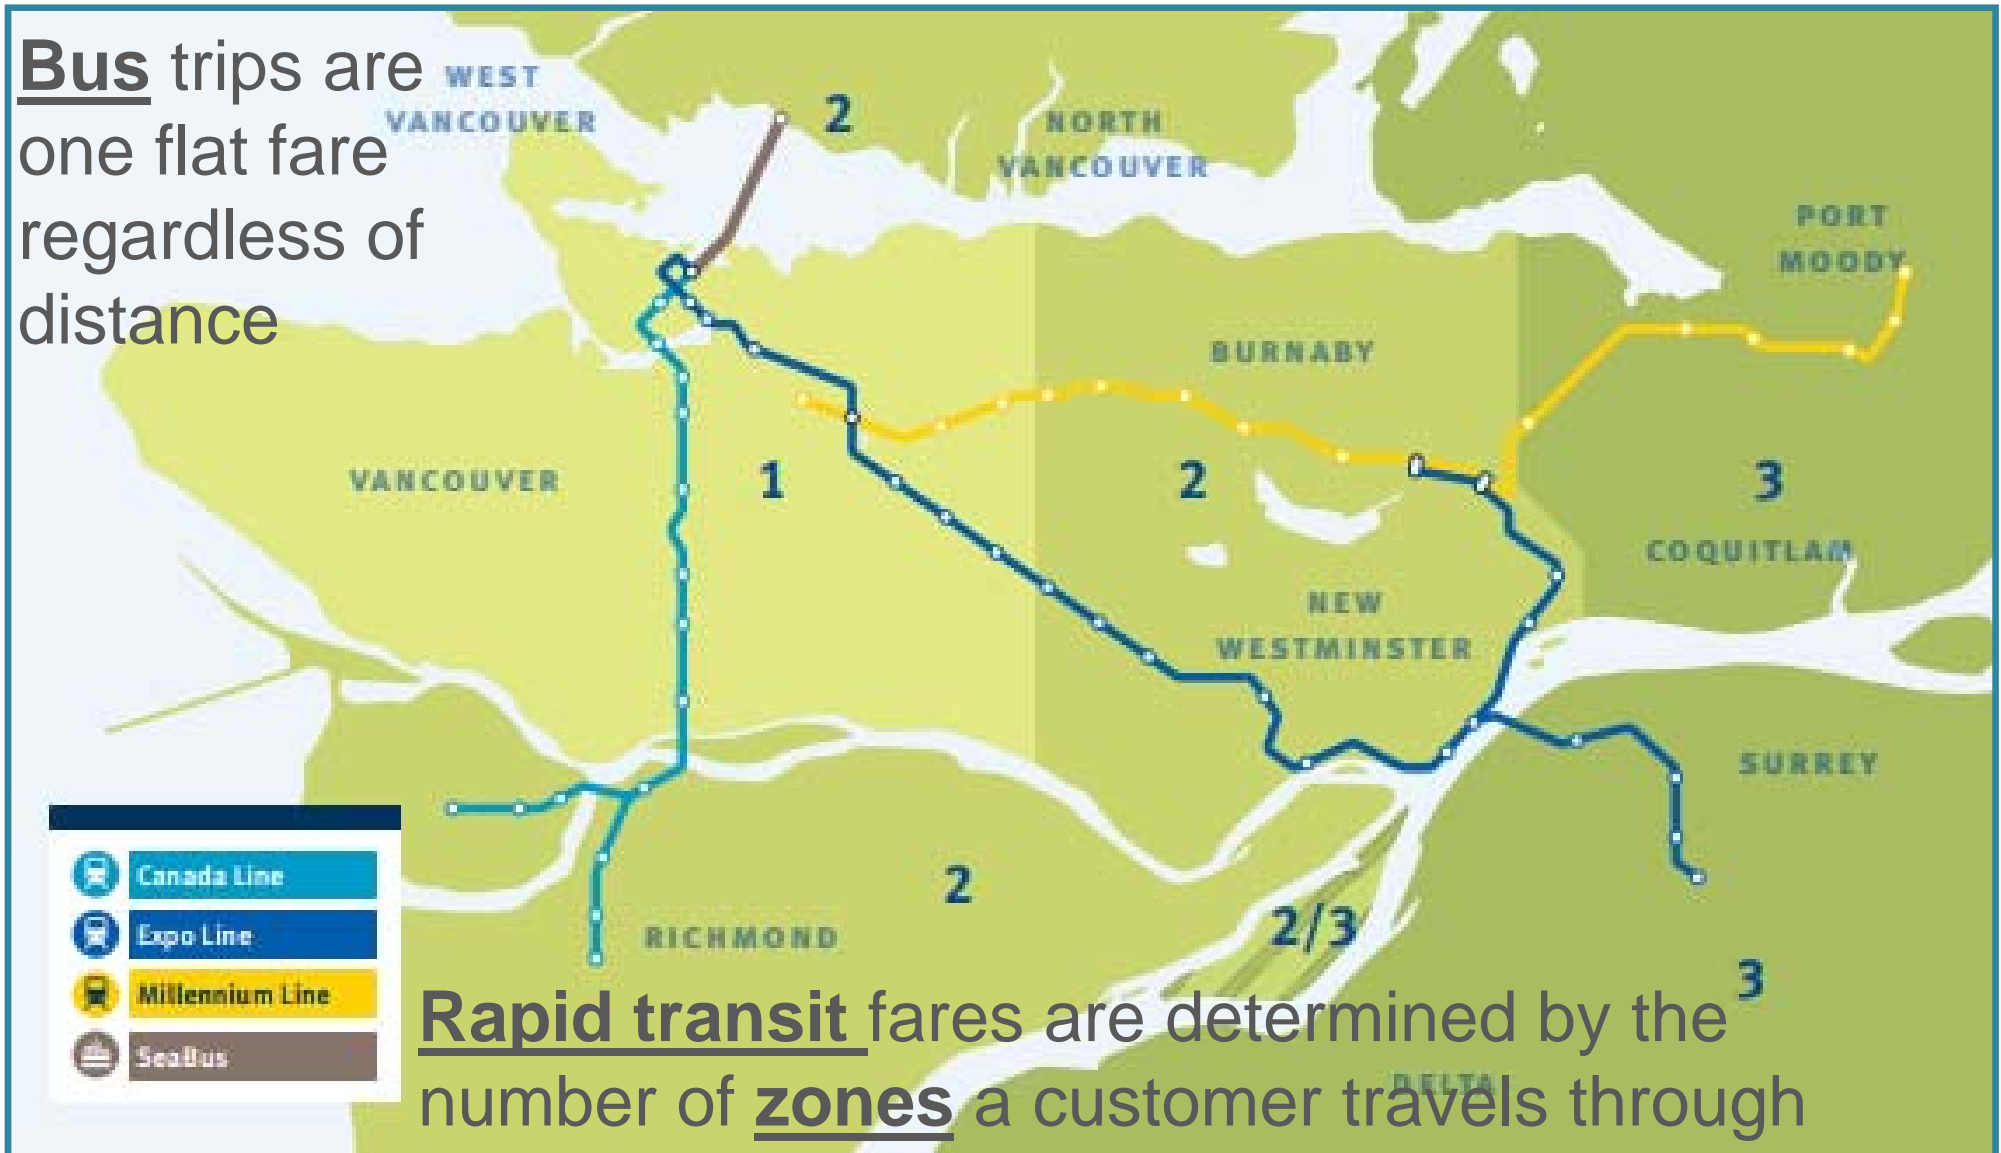 Bus trips are
one flat fare
regardless of
distance
WEST
VANCOUVER
2
NORTH
VANCOUVER
PORT
MOODY
BURNABY
VANCOUVER
1
2
3
COQUITLAM
NEW
WESTMINSTER
SURREY
2
RICHMOND
2/3
3
DELTA
Canada Line
Expo Line
Millennium Line
SeaBus
Rapid transit fares are determined by the
number of zones a customer travels through